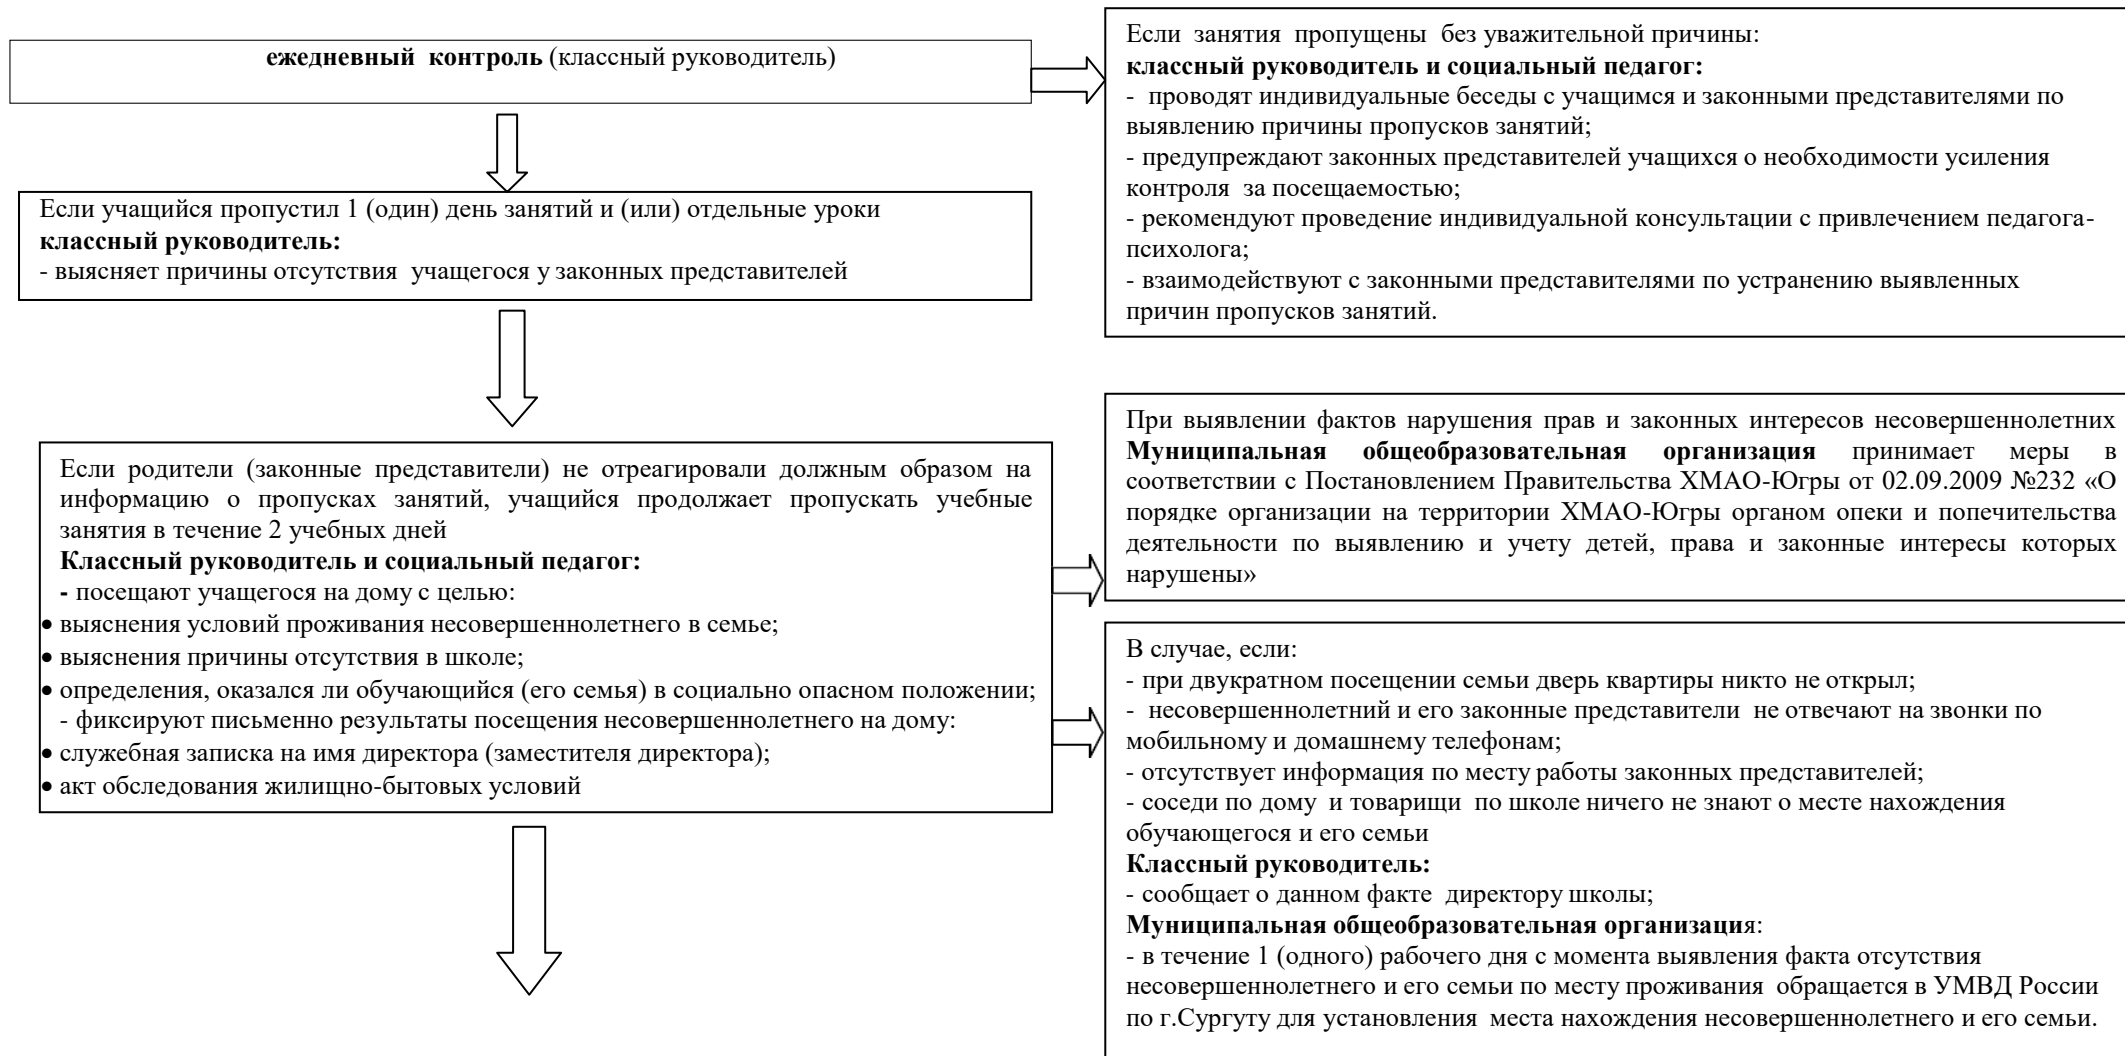 ежедневный контроль (классный руководитель)
Если занятия пропущены без уважительной причины:
классный руководитель и социальный педагог:
- проводят индивидуальные беседы с учащимся и законными представителями по
выявлению причины пропусков занятий;
- предупреждают законных представителей учащихся о необходимости усиления
контроля за посещаемостью;
- рекомендуют проведение индивидуальной консультации с привлечением педагога-
психолога;
- взаимодействуют с законными представителями по устранению выявленных
причин пропусков занятий.
Если учащийся пропустил 1 (один) день занятий и (или) отдельные уроки
классный руководитель:
- выясняет причины отсутствия учащегося у законных представителей
Если родители (законные представители) не отреагировали должным образом на
информацию о пропусках занятий, учащийся продолжает пропускать учебные
занятия в течение 2 учебных дней
Классный руководитель и социальный педагог:
- посещают учащегося на дому с целью:
• выяснения условий проживания несовершеннолетнего в семье;
• выяснения причины отсутствия в школе;
• определения, оказался ли обучающийся (его семья) в социально опасном положении;
- фиксируют письменно результаты посещения несовершеннолетнего на дому:
• служебная записка на имя директора (заместителя директора);
• акт обследования жилищно-бытовых условий
При выявлении фактов нарушения прав и законных интересов несовершеннолетних
Муниципальная общеобразовательная организация принимает меры в
соответствии с Постановлением Правительства ХМАО-Югры от 02.09.2009 №232 «О
порядке организации на территории ХМАО-Югры органом опеки и попечительства
деятельности по выявлению и учету детей, права и законные интересы которых
нарушены»
В случае, если:
- при двукратном посещении семьи дверь квартиры никто не открыл;
- несовершеннолетний и его законные представители не отвечают на звонки по
мобильному и домашнему телефонам;
- отсутствует информация по месту работы законных представителей;
- соседи по дому и товарищи по школе ничего не знают о месте нахождения
обучающегося и его семьи
Классный руководитель:
- сообщает о данном факте директору школы;
Муниципальная общеобразовательная организация:
- в течение 1 (одного) рабочего дня с момента выявления факта отсутствия
несовершеннолетнего и его семьи по месту проживания обращается в УМВД России
по г.Сургуту для установления места нахождения несовершеннолетнего и его семьи.